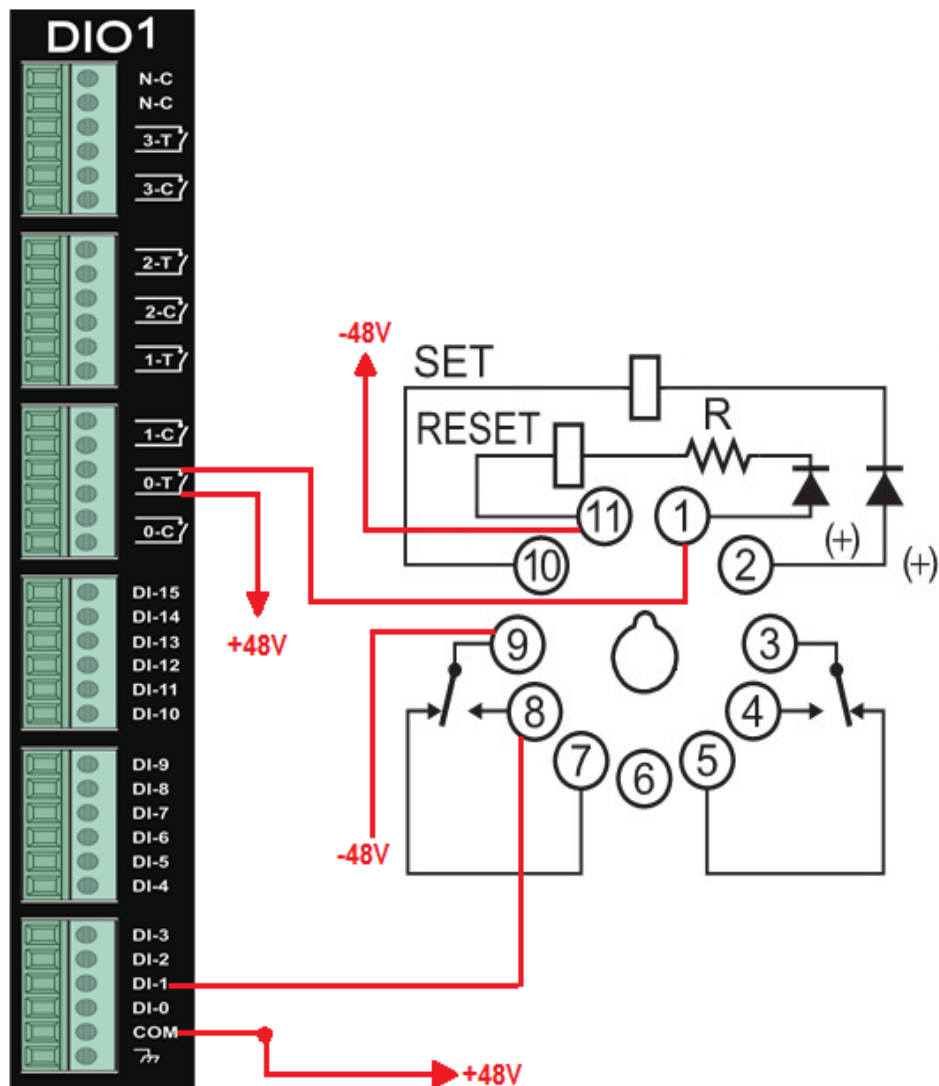 DIO1
N-C
N-C
3-T
3-C
2-T
2-C
1-T
1-C
0-T
0-C
DI-15
DI-14
DI-13
DI-12
DI-11
DI-10
DI-9
DI-8
DI-7
DI-6
DI-5
DI-4
DI-3
DI-2
DI-1
DI-0
COM
-48V
SET
RESET
R
11
1
(+)
10
2
(+)
+48V
9
3
8
4
7
6
5
-48V
+48V